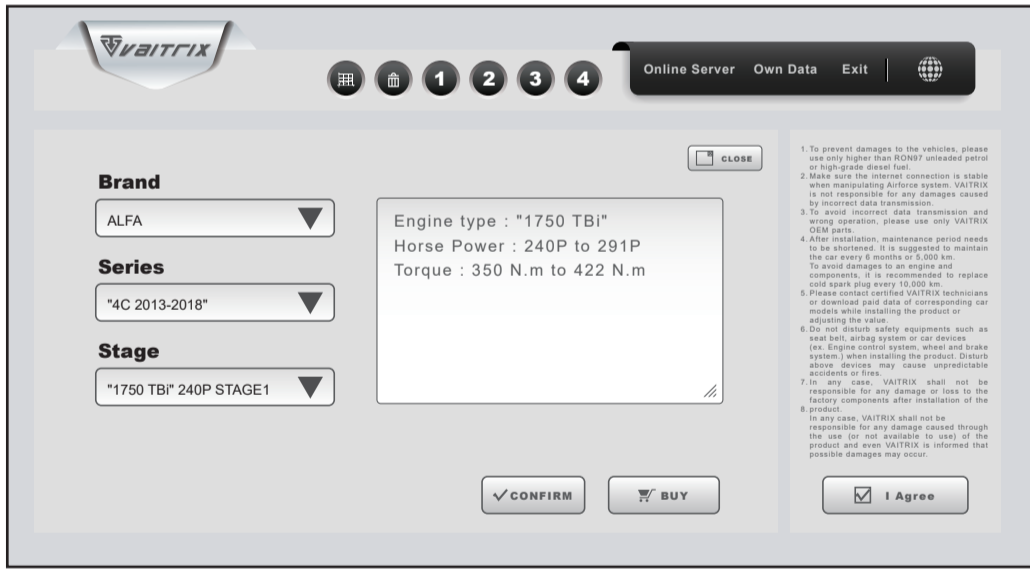 VAITRIX
1 2 3 4
Online Server Own Data Exit
CLOSE
Brand
ALFA
Series
"4C 2013-2018"
Stage
"1750 TBi" 240P STAGE1
Engine type : "1750 TBi"
Horse Power : 240P to 291P
Torque : 350 N.m to 422 N.m
CONFIRM
BUY
1. To prevent damages to the vehicles, please
use only higher than RON97 unleaded petrol
or high-grade diesel fuel.
2. Make sure the internet connection is stable
when manipulating Airforce system. VAITRIX
is not responsible for any damages caused
by incorrect data transmission.
3. To avoid incorrect data transmission and
wrong operation, please use only VAITRIX
OEM parts.
4. After installation, maintenance period needs
to be shortened. It is suggested to maintain
the car every 6 months or 5,000 km.
To avoid damages to an engine and
components, it is recommended to replace
cold spark plug every 10,000 km.
5. Please contact certified VAITRIX technicians
or download paid data of corresponding car
models while installing the product or
adjusting the value.
6. Do not disturb safety equipments such as
seat belt, airbag system or car devices
(ex. Engine control system, wheel and brake
system.) when installing the product. Disturb
above devices may cause unpredictable
accidents or fires.
7. In any case, VAITRIX shall not be
responsible for any damage or loss to the
factory components after installation of the
8. product.
In any case, VAITRIX shall not be
responsible for any damage caused through
the use (or not available to use) of the
product and even VAITRIX is informed that
possible damages may occur.
I Agree